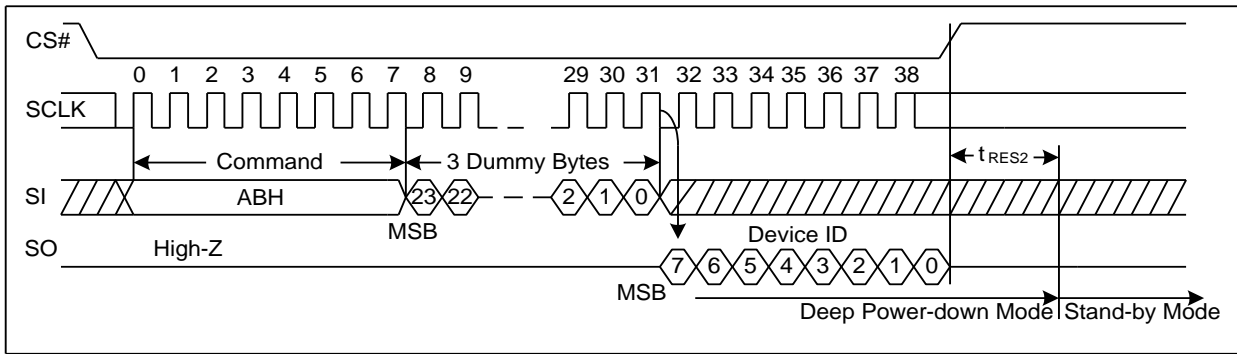 CS#
0 1 2 3 4 5 6 7 8 9 29 30 31 32 33 34 35 36 37 38
SCLK
Command 3 Dummy Bytes tRES2
SI ABH 23 22 2 1 0
MSB
SO High-Z Device ID
7 6 5 4 3 2 1 0
MSB
Deep Power-down Mode Stand-by Mode